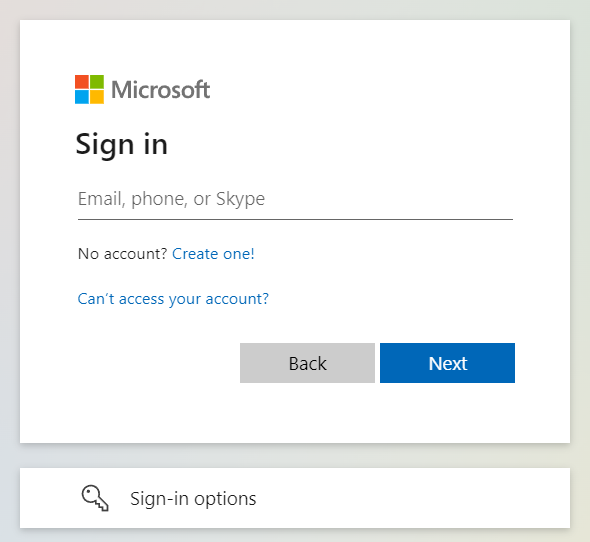 Microsoft
Sign in
Email, phone, or Skype
No account? Create one!
Can't access your account?
Back
Next
Sign-in options